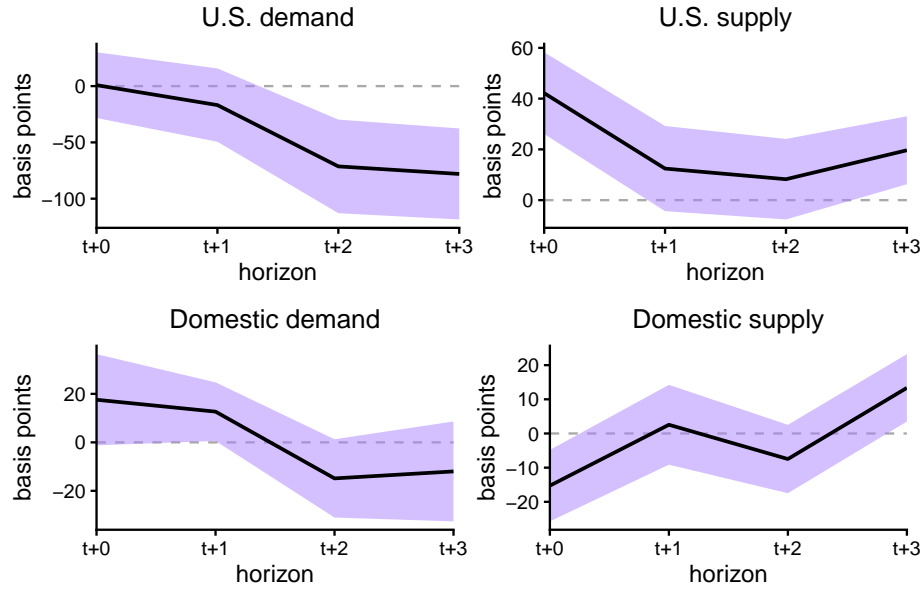 U.S. demand
basis points
0
−50
−100
t+0 t+1 t+2 t+3
horizon
U.S. supply
basis points
60
40
20
0
t+0 t+1 t+2 t+3
horizon
Domestic demand
basis points
20
0
−20
t+0 t+1 t+2 t+3
horizon
Domestic supply
basis points
20
10
0
−10
−20
t+0 t+1 t+2 t+3
horizon